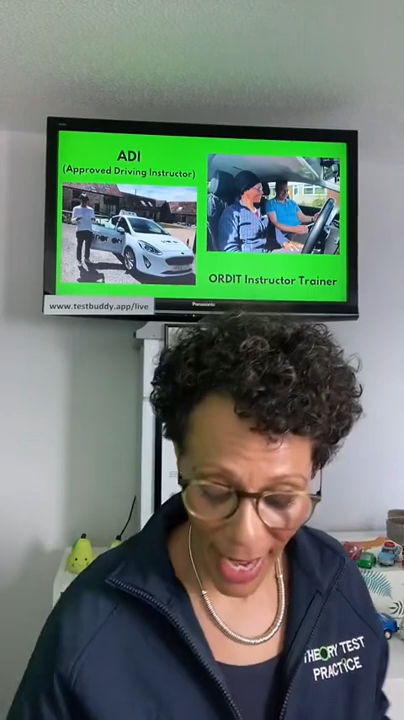 ADI
(Approved Driving Instructor)
ORDIT Instructor Trainer
www.testbuddy.app/live
Panasonic
THEORY TEST
PRACTICE